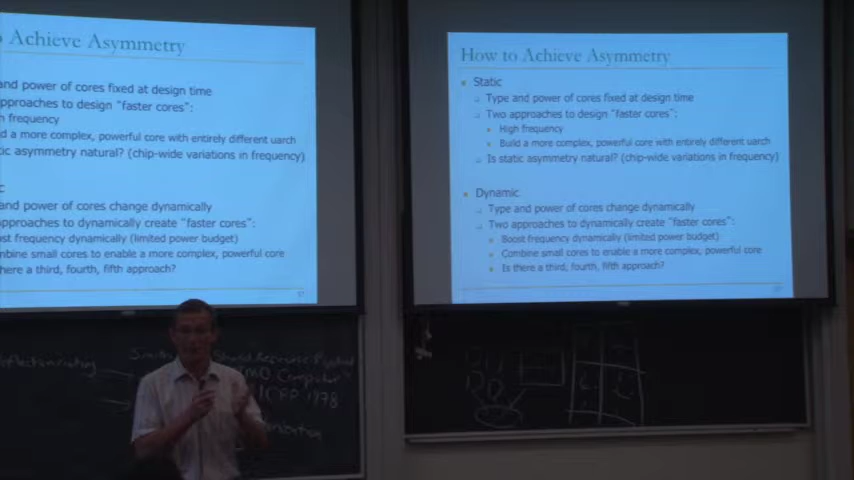 Achieve Asymmetry
and power of cores fixed at design time
approaches to design "faster cores":
frequency
a more complex, powerful core with entirely different uarch
asymmetry natural? (chip-wide variations in frequency)
and power of cores change dynamically
approaches to dynamically create "faster cores":
frequency dynamically (limited power budget)
small cores to enable a more complex, powerful core
there a third, fourth, fifth approach?
How to Achieve Asymmetry
Static
Type and power of cores fixed at design time
Two approaches to design "faster cores":
High frequency
Build a more complex, powerful core with entirely different uarch
Is static asymmetry natural? (chip-wide variations in frequency)
Dynamic
Type and power of cores change dynamically
Two approaches to dynamically create "faster cores":
Boost frequency dynamically (limited power budget)
Combine small cores to enable a more complex, powerful core
Is there a third, fourth, fifth approach?
Shared Resource
Computer
ICPP 1978